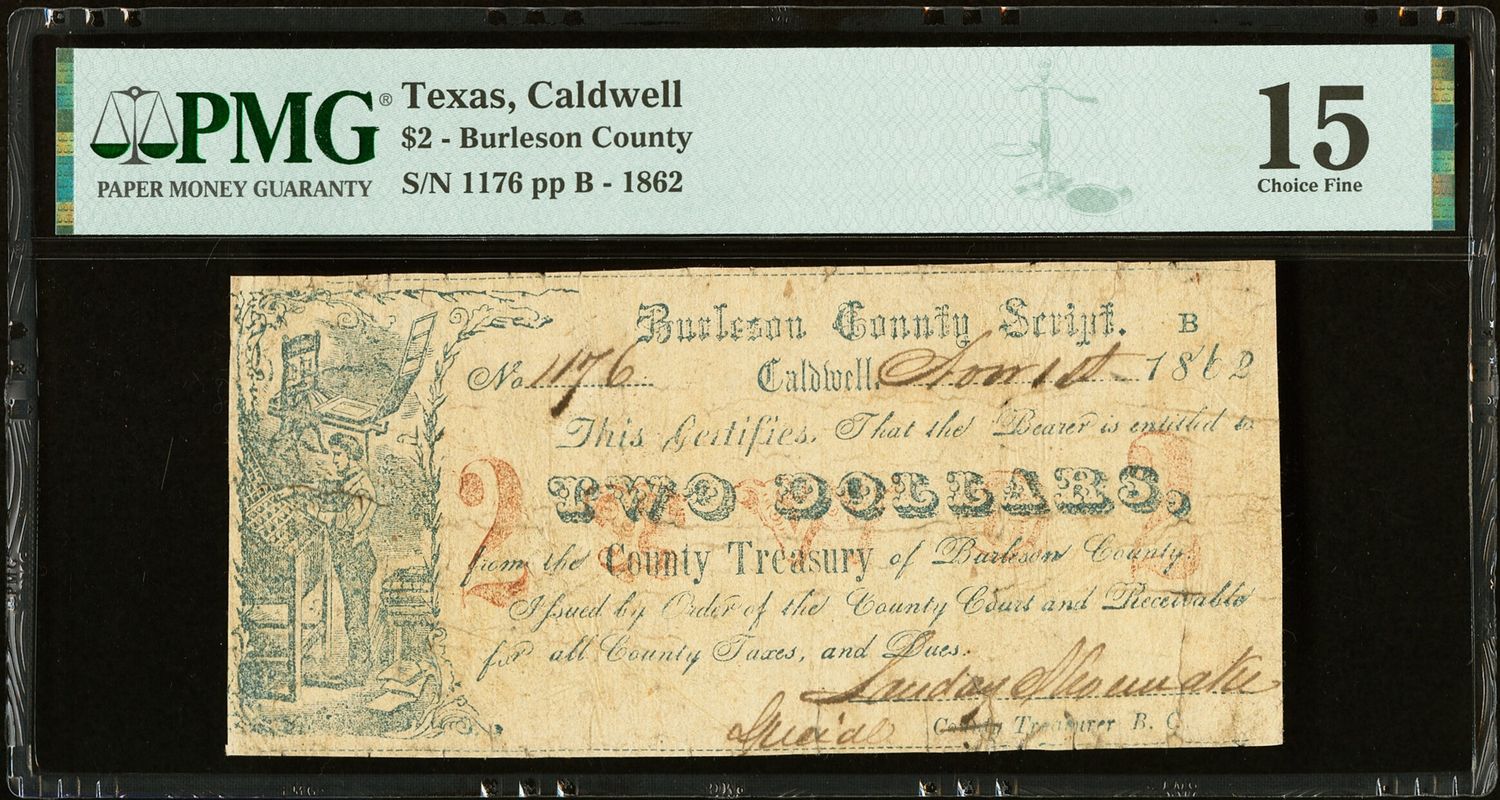 PMG® Texas, Caldwell
$2 - Burleson County
PAPER MONEY GUARANTY
S/N 1176 pp B - 1862
15
Choice Fine
Burleson County Script. B
No 1176 Caldwell, 1862
This Certifies, That the Bearer is entitled to
2 TWO DOLLARS, 2
from the County Treasury of Burleson County.
Issued by Order of the County Court and Receivable
for all County Taxes, and Dues.
County Treasurer B. C.